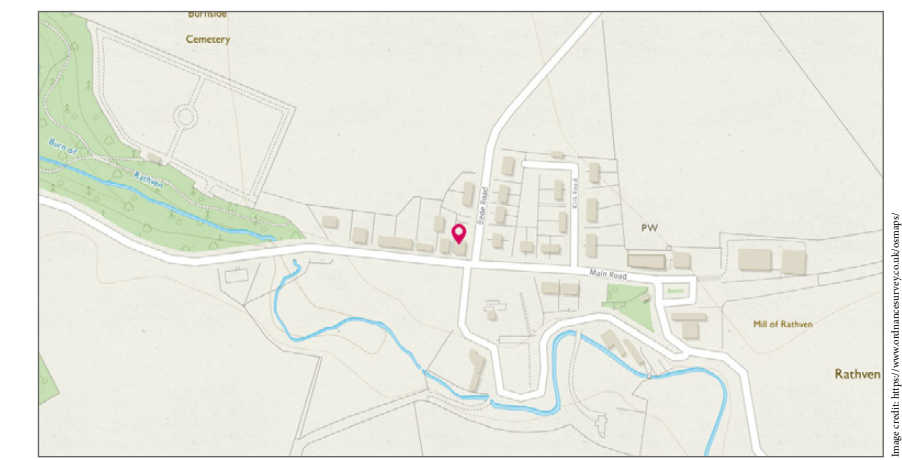 Burnside
Cemetery
Burn of
Rathven
Bede Road
Kirk Road
PW
Main Road
Mill of Rathven
Rathven
Image credit: https://www.ordnancesurvey.co.uk/osmaps/